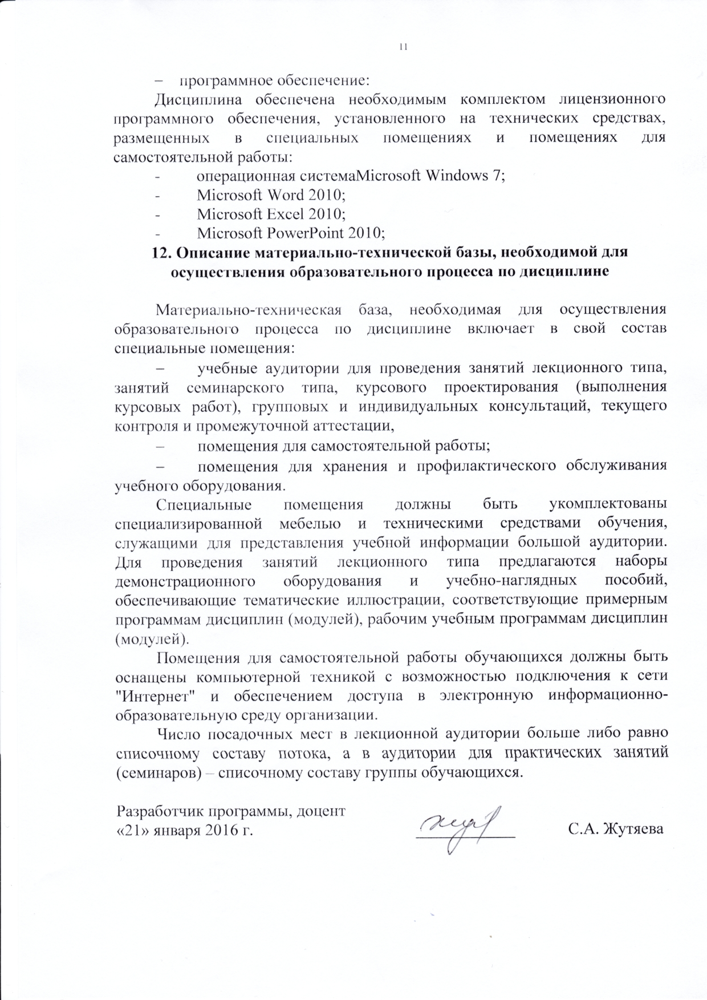 11
– программное обеспечение:
Дисциплина обеспечена необходимым комплектом лицензионного
программного обеспечения, установленного на технических средствах,
размещенных в специальных помещениях и помещениях для
самостоятельной работы:
- операционная системаMicrosoft Windows 7;
- Microsoft Word 2010;
- Microsoft Excel 2010;
- Microsoft PowerPoint 2010;
12. Описание материально-технической базы, необходимой для
осуществления образовательного процесса по дисциплине
Материально-техническая база, необходимая для осуществления
образовательного процесса по дисциплине включает в свой состав
специальные помещения:
– учебные аудитории для проведения занятий лекционного типа,
занятий семинарского типа, курсового проектирования (выполнения
курсовых работ), групповых и индивидуальных консультаций, текущего
контроля и промежуточной аттестации,
– помещения для самостоятельной работы;
– помещения для хранения и профилактического обслуживания
учебного оборудования.
Специальные помещения должны быть укомплектованы
специализированной мебелью и техническими средствами обучения,
служащими для представления учебной информации большой аудитории.
Для проведения занятий лекционного типа предлагаются наборы
демонстрационного оборудования и учебно-наглядных пособий,
обеспечивающие тематические иллюстрации, соответствующие примерным
программам дисциплин (модулей), рабочим учебным программам дисциплин
(модулей).
Помещения для самостоятельной работы обучающихся должны быть
оснащены компьютерной техникой с возможностью подключения к сети
"Интернет" и обеспечением доступа в электронную информационно-
образовательную среду организации.
Число посадочных мест в лекционной аудитории больше либо равно
списочному составу потока, а в аудитории для практических занятий
(семинаров) – списочному составу группы обучающихся.
Разработчик программы, доцент
«21» января 2016 г. С.А. Жутяева